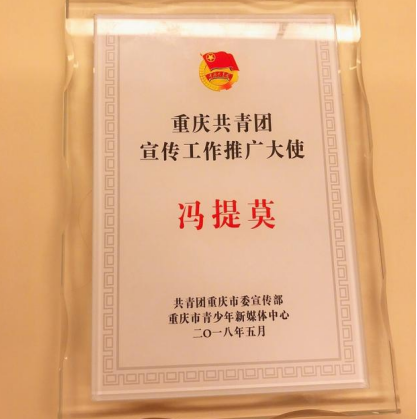 重庆共青团
宣传工作推广大使
冯提莫
共青团重庆市委宣传部
重庆市青少年新媒体中心
二〇一八年五月